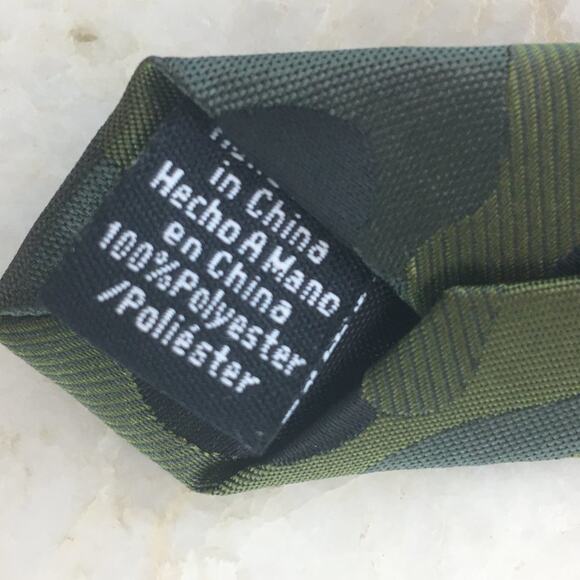 in China
Hecho A Mano
en China
100%Polyester
/Poliéster